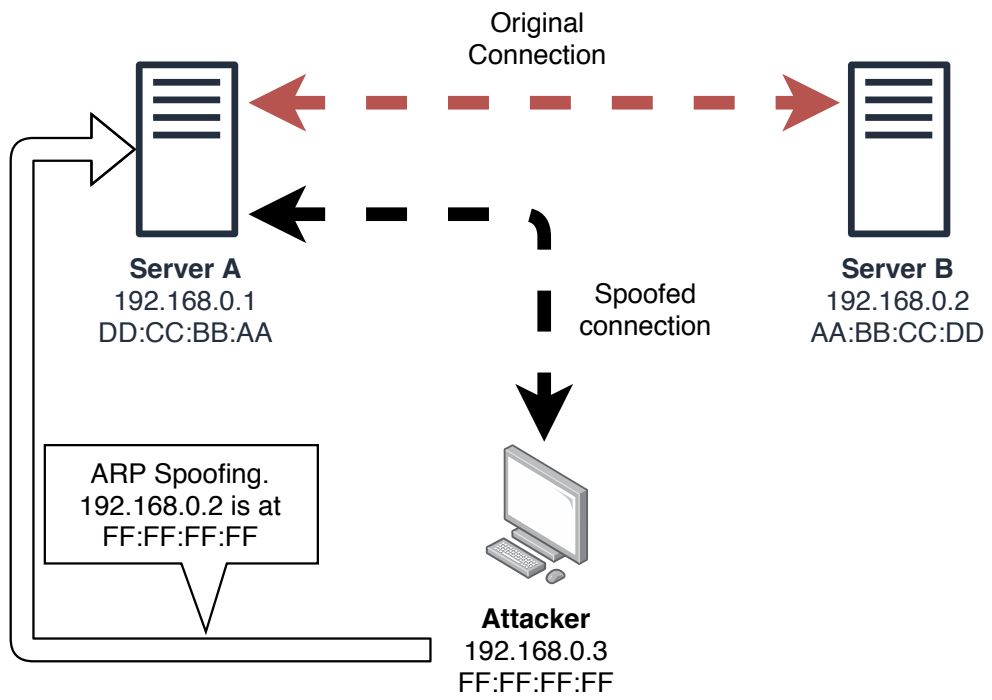 Original
Connection
Server A
192.168.0.1
DD:CC:BB:AA
Server B
192.168.0.2
AA:BB:CC:DD
Spoofed
connection
ARP Spoofing.
192.168.0.2 is at
FF:FF:FF:FF
Attacker
192.168.0.3
FF:FF:FF:FF